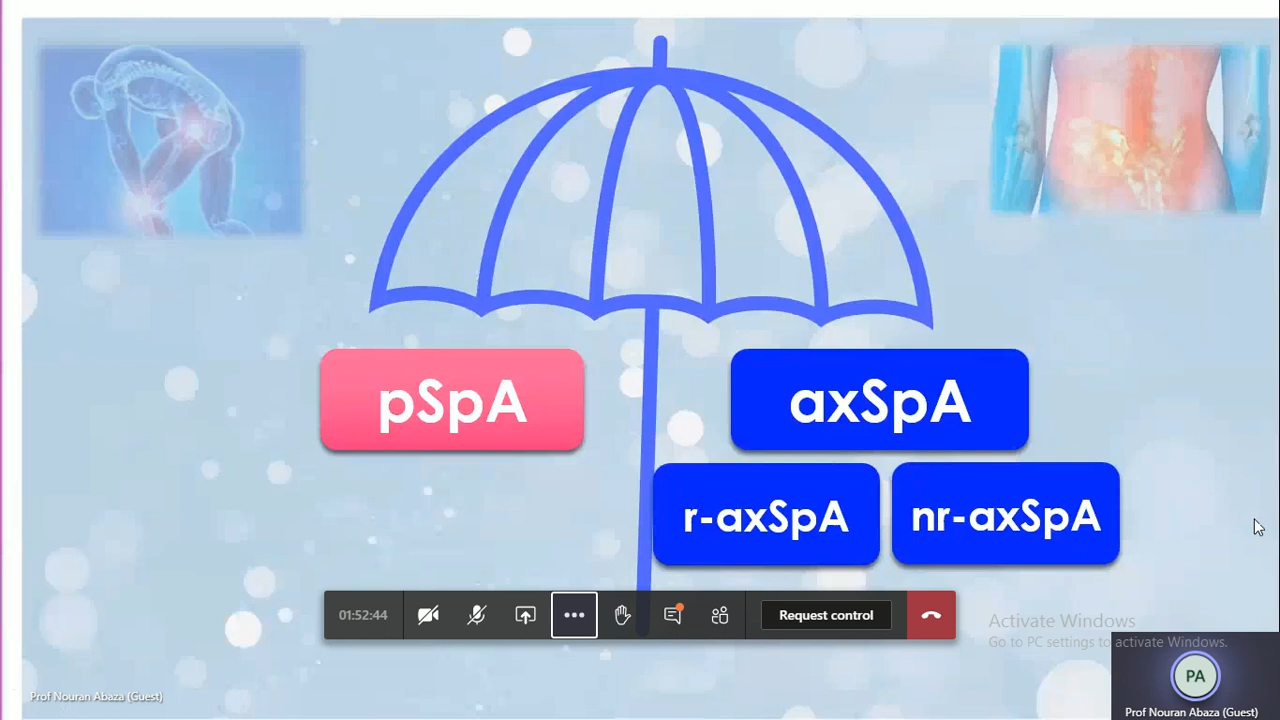 pSpA
axSpA
r-axSpA
nr-axSpA
01:52:44
Request control
Activate Windows
Go to PC settings to activate Windows.
PA
Prof Nouran Abaza (Guest)
Prof Nouran Abaza (Guest)